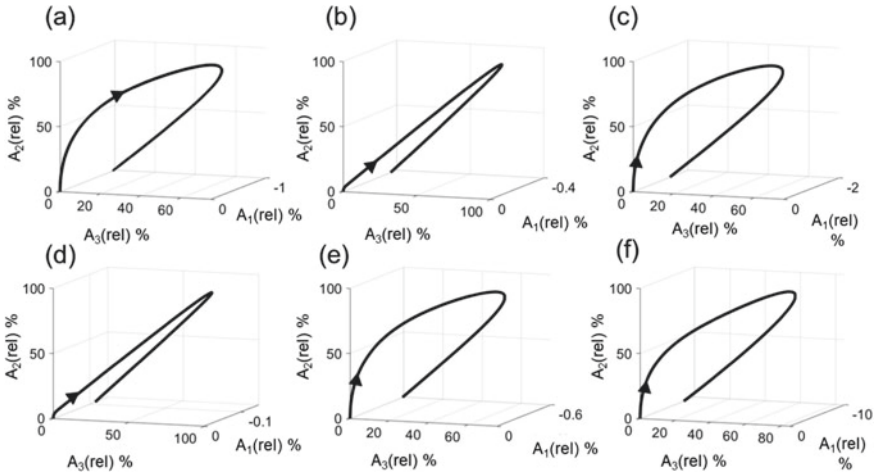 (a)
100
A2(rel) %
50
0
0
20
40
60
0
-1
A3(rel) %
A1(rel) %
(b)
100
A2(rel) %
50
0
0
50
100
0
-0.4
A3(rel) %
A1(rel) %
(c)
100
A2(rel) %
50
0
0
20
40
60
0
-2
A3(rel) %
A1(rel)
%
(d)
100
A2(rel) %
50
0
0
50
100
0
-0.1
A3(rel) %
A1(rel) %
(e)
100
A2(rel) %
50
0
0
20
40
60
0
-0.6
A3(rel) %
A1(rel) %
(f)
100
A2(rel) %
50
0
0
20
40
60
80
0
-10
A3(rel) %
A1(rel)
%